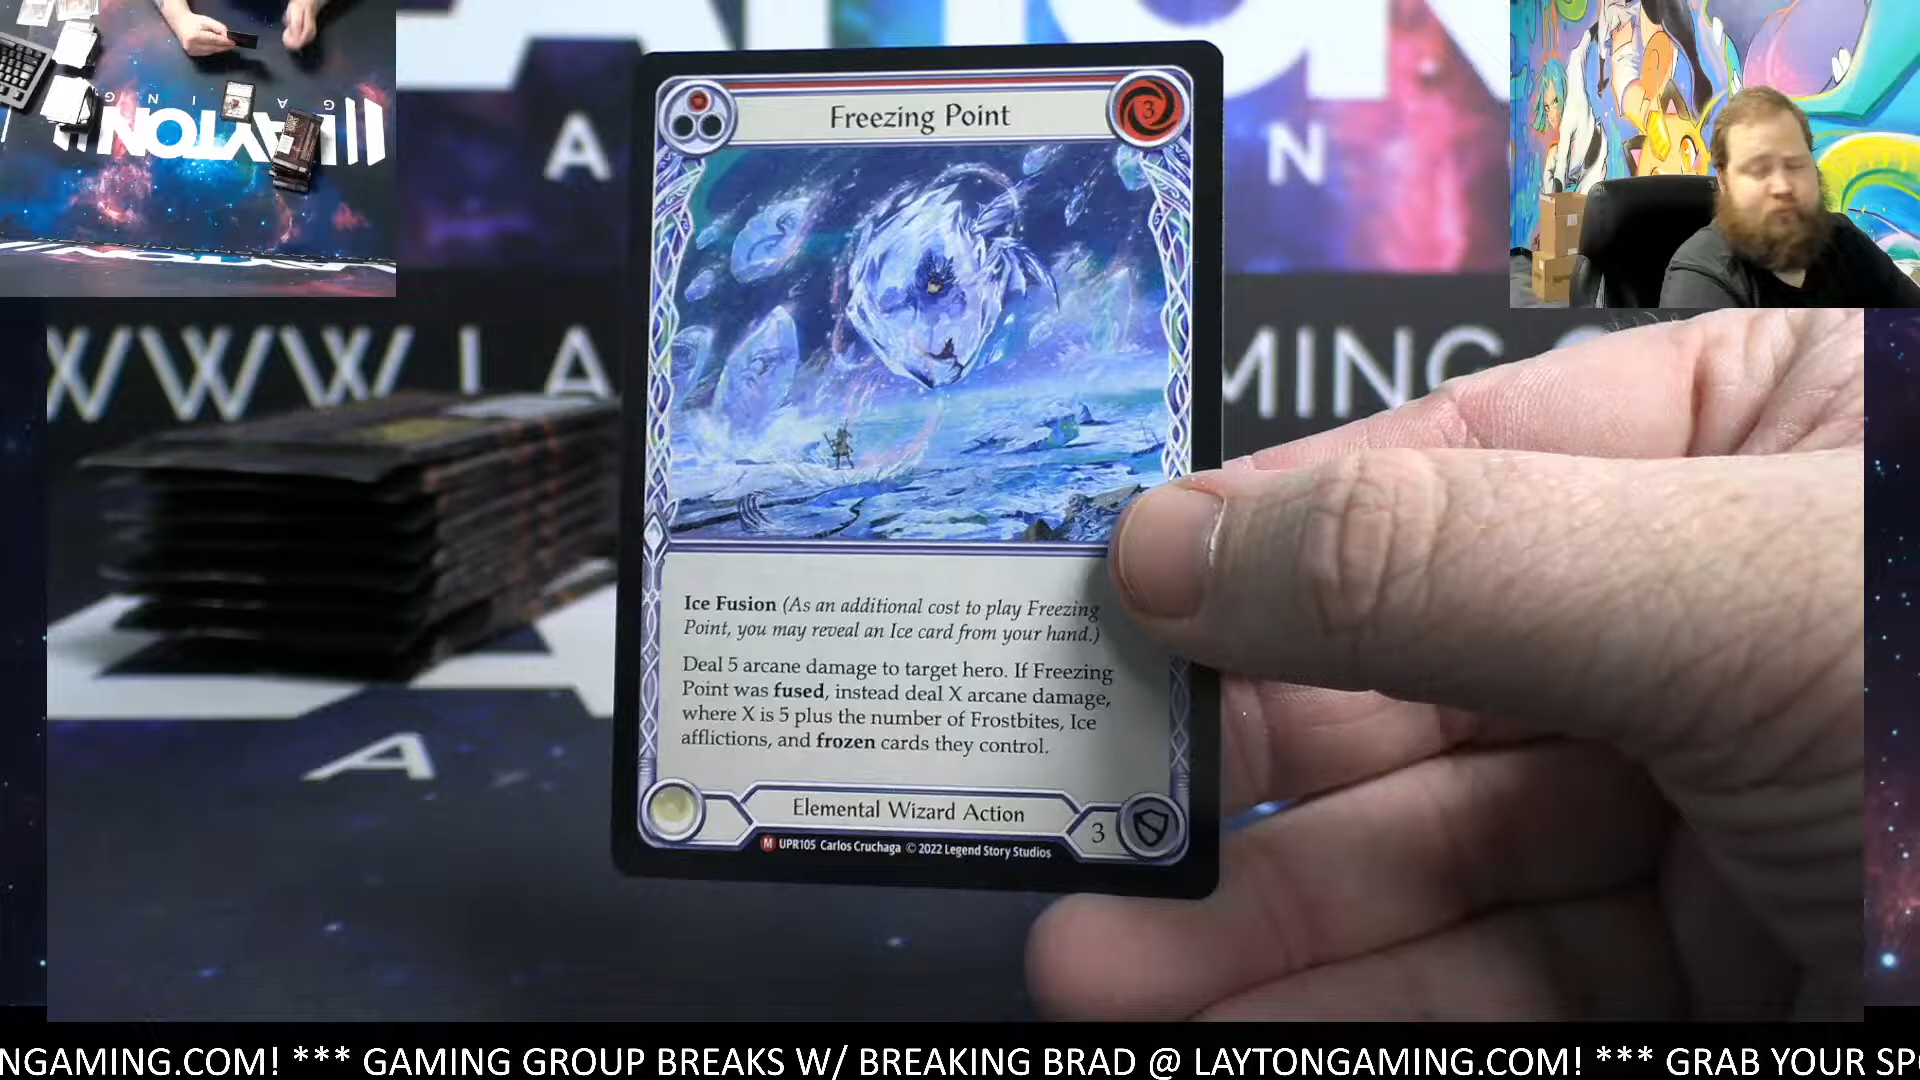 GA ING
LAYTON
A N
WWW.LA MING.C
A
Freezing Point
3
Ice Fusion (As an additional cost to play Freezing
Point, you may reveal an Ice card from your hand.)
Deal 5 arcane damage to target hero. If Freezing
Point was fused, instead deal X arcane damage,
where X is 5 plus the number of Frostbites, Ice
afflictions, and frozen cards they control.
Elemental Wizard Action
3
M UPR105 Carlos Cruchaga © 2022 Legend Story Studios
NGAMING.COM! *** GAMING GROUP BREAKS W/ BREAKING BRAD @ LAYTONGAMING.COM! *** GRAB YOUR SP